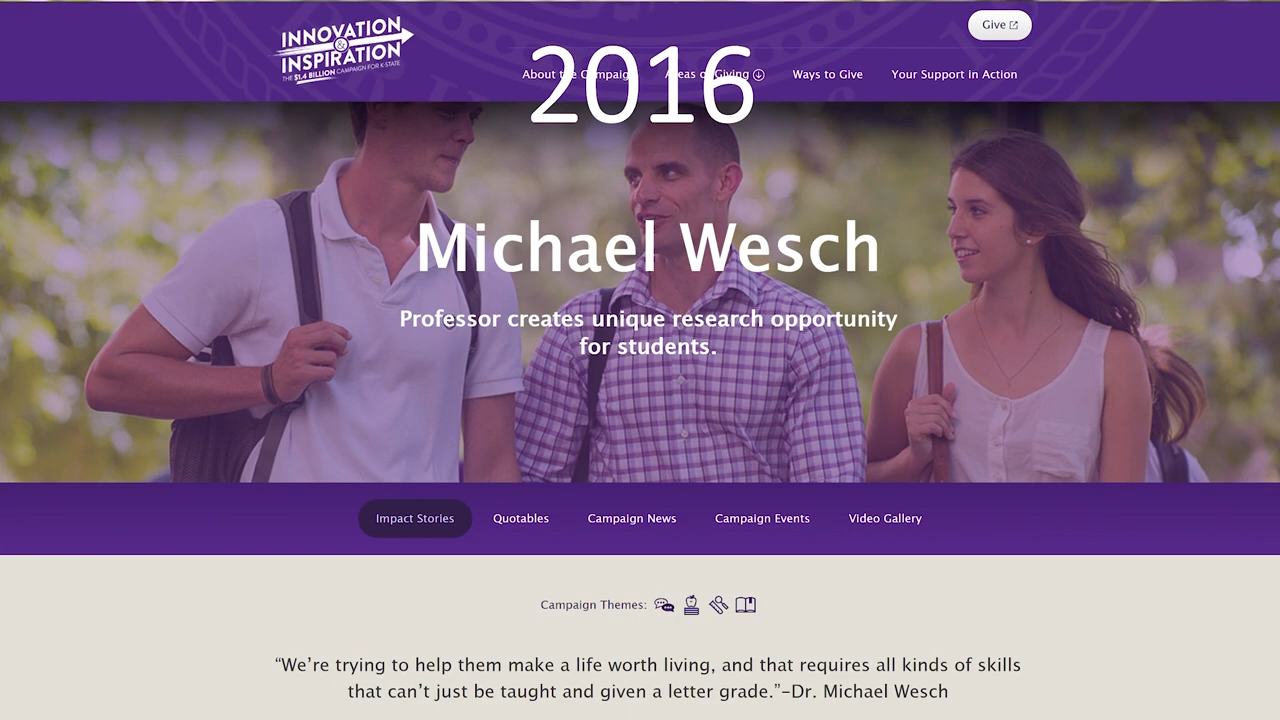 INNOVATION
&
INSPIRATION
THE $1.4 BILLION CAMPAIGN FOR K-STATE
Give
About the Campaign
Areas of Giving
Ways to Give
Your Support in Action
2016
Michael Wesch
Professor creates unique research opportunity
for students.
Impact Stories
Quotables
Campaign News
Campaign Events
Video Gallery
Campaign Themes:
“We’re trying to help them make a life worth living, and that requires all kinds of skills
that can’t just be taught and given a letter grade.”–Dr. Michael Wesch